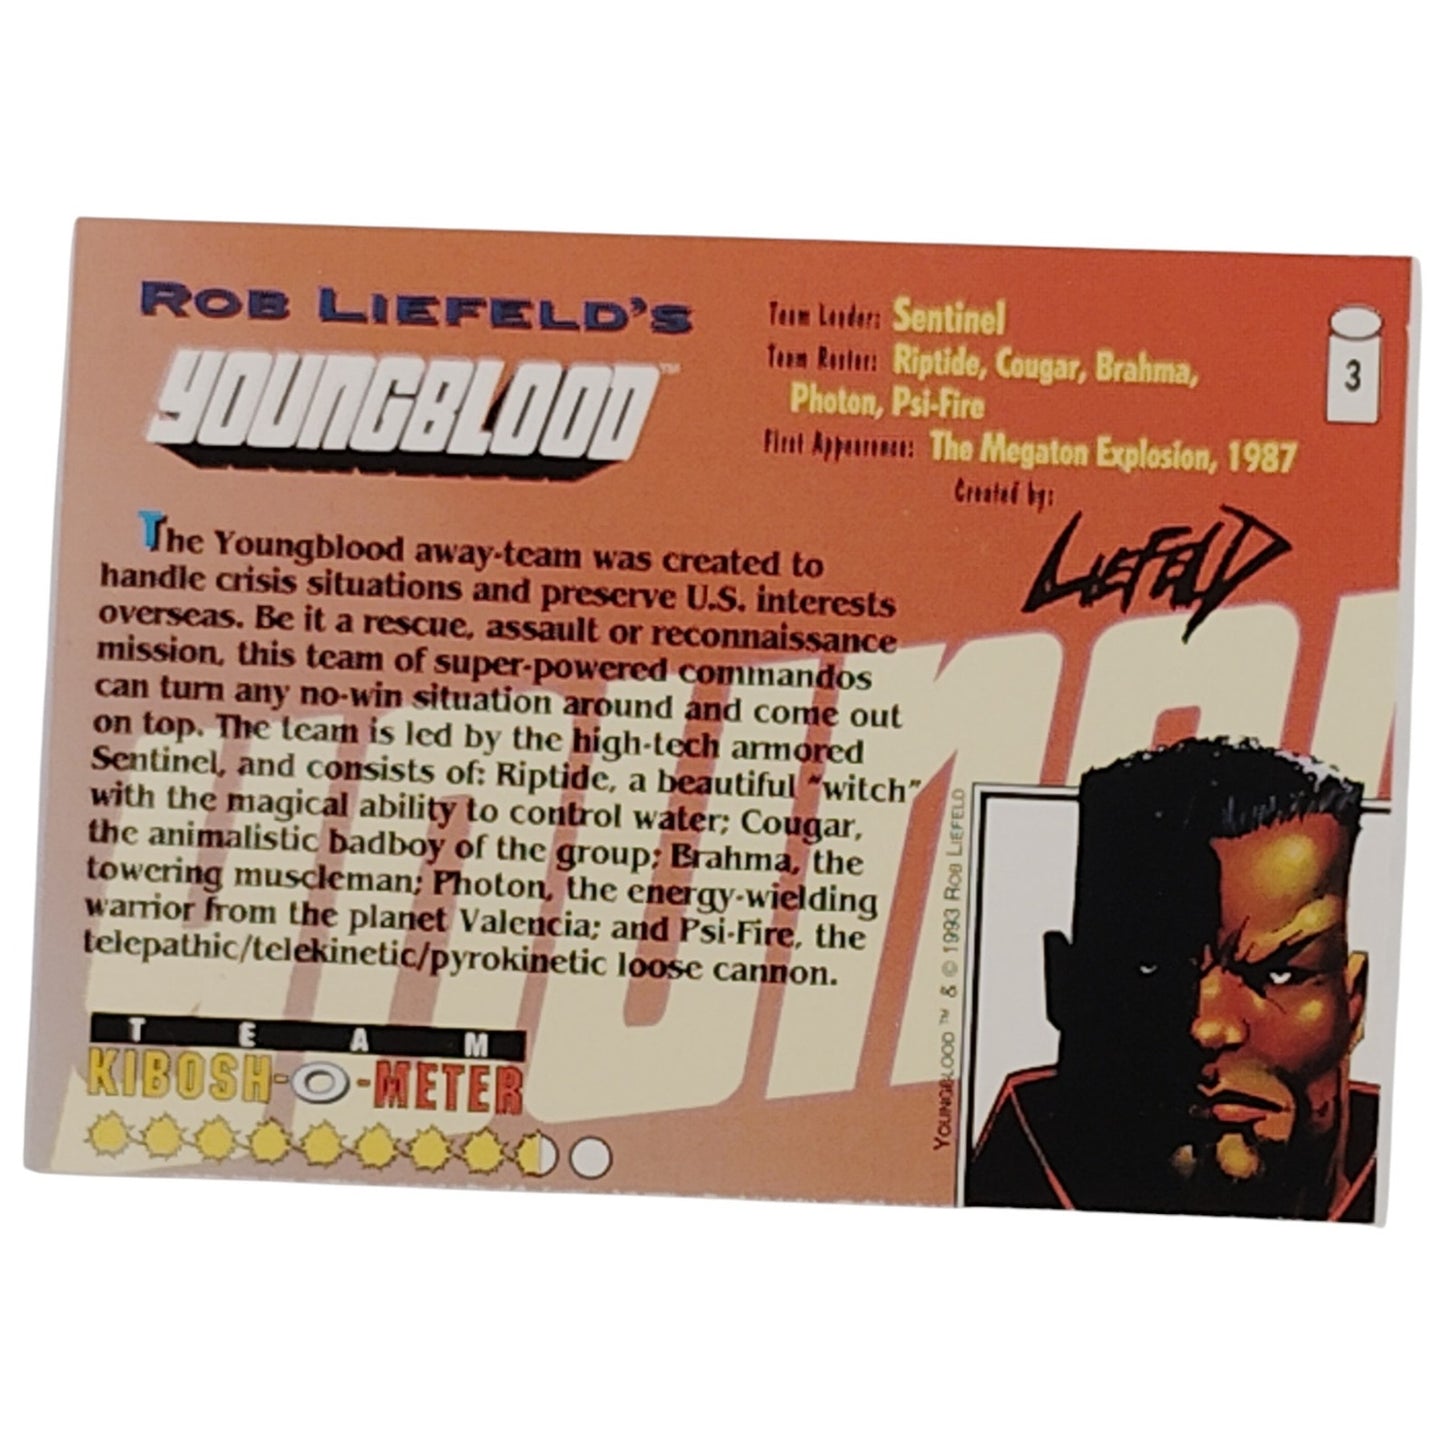 ROB LIEFELD'S
YOUNGBLOOD™
Team Leader: Sentinel
Team Roster: Riptide, Cougar, Brahma,
Photon, Psi-Fire
First Appearance: The Megaton Explosion, 1987
Created by:
LIEFELD
3
The Youngblood away-team was created to
handle crisis situations and preserve U.S. interests
overseas. Be it a rescue, assault or reconnaissance
mission, this team of super-powered commandos
can turn any no-win situation around and come out
on top. The team is led by the high-tech armored
Sentinel, and consists of: Riptide, a beautiful "witch"
with the magical ability to control water; Cougar,
the animalistic badboy of the group; Brahma, the
towering muscleman; Photon, the energy-wielding
warrior from the planet Valencia; and Psi-Fire, the
telepathic/telekinetic/pyrokinetic loose cannon.
TEAM
KIBOSH-O-METER
YOUNGBLOOD ™ & © 1993 ROB LIEFELD